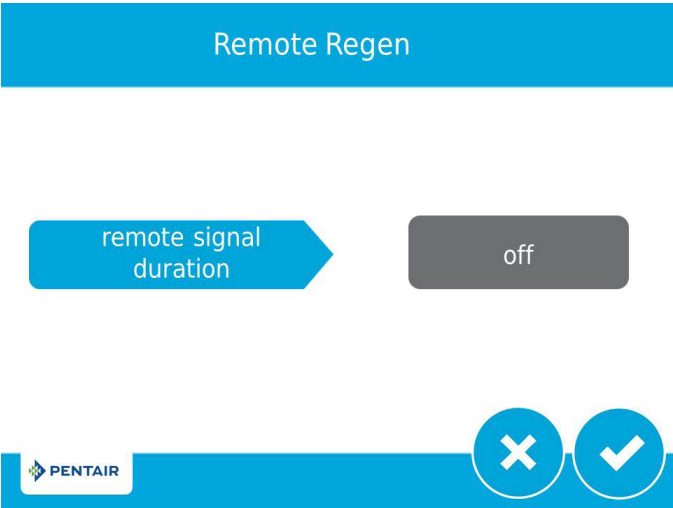 Remote Regen
remote signal
duration
off
PENTAIR